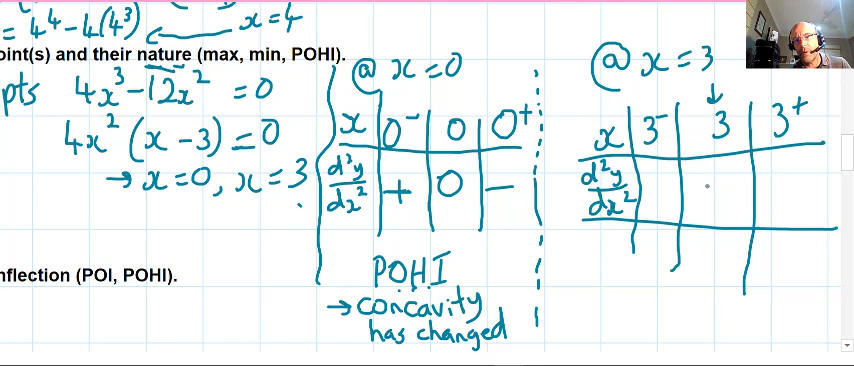 = 4⁴ - 4(4³) x = 4
oint(s) and their nature (max, min, POHI).
pts 4x³ - 12x² = 0
4x² (x - 3) = 0
→ x = 0, x = 3
nflection (POI, POHI).
@ x = 0
x 0⁻ 0 0⁺
d²y/dx² + 0 -
POHI
→ concavity
has changed
@ x = 3
↓
x 3⁻ 3 3⁺
d²y/dx²